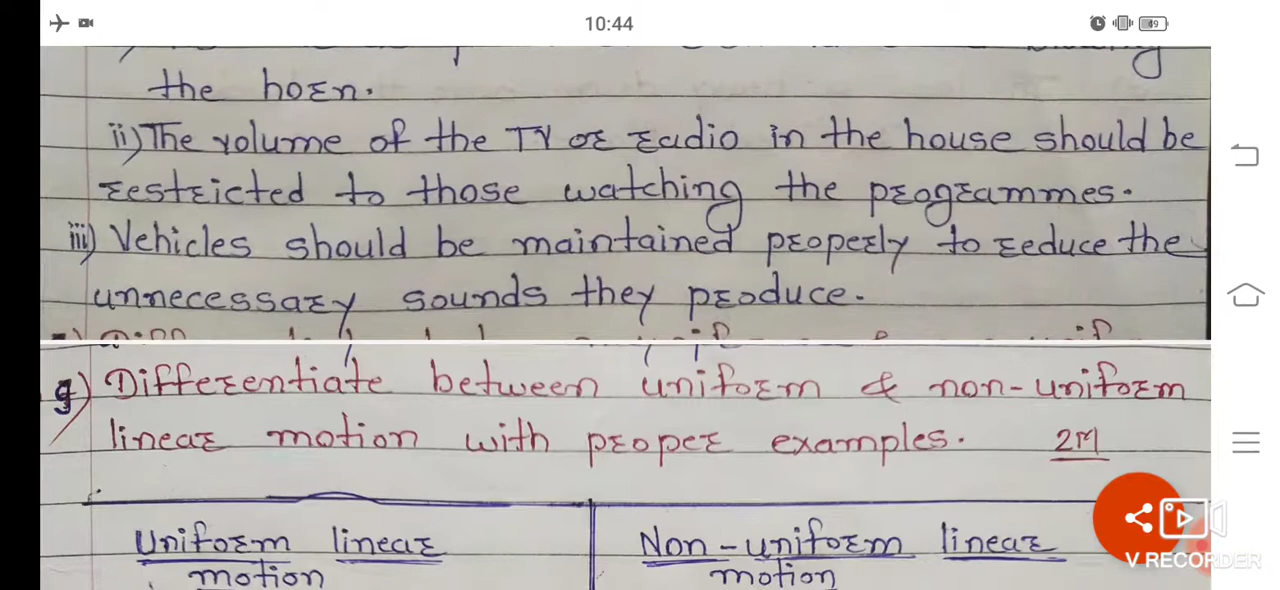 10:44
49
the horn.
ii) The volume of the TV or radio in the house should be
restricted to those watching the programmes.
iii) Vehicles should be maintained properly to reduce the
unnecessary sounds they produce.
g) Differentiate between uniform & non-uniform
linear motion with proper examples. 2M
Uniform linear
motion
Non-uniform linear
motion
V RECORDER